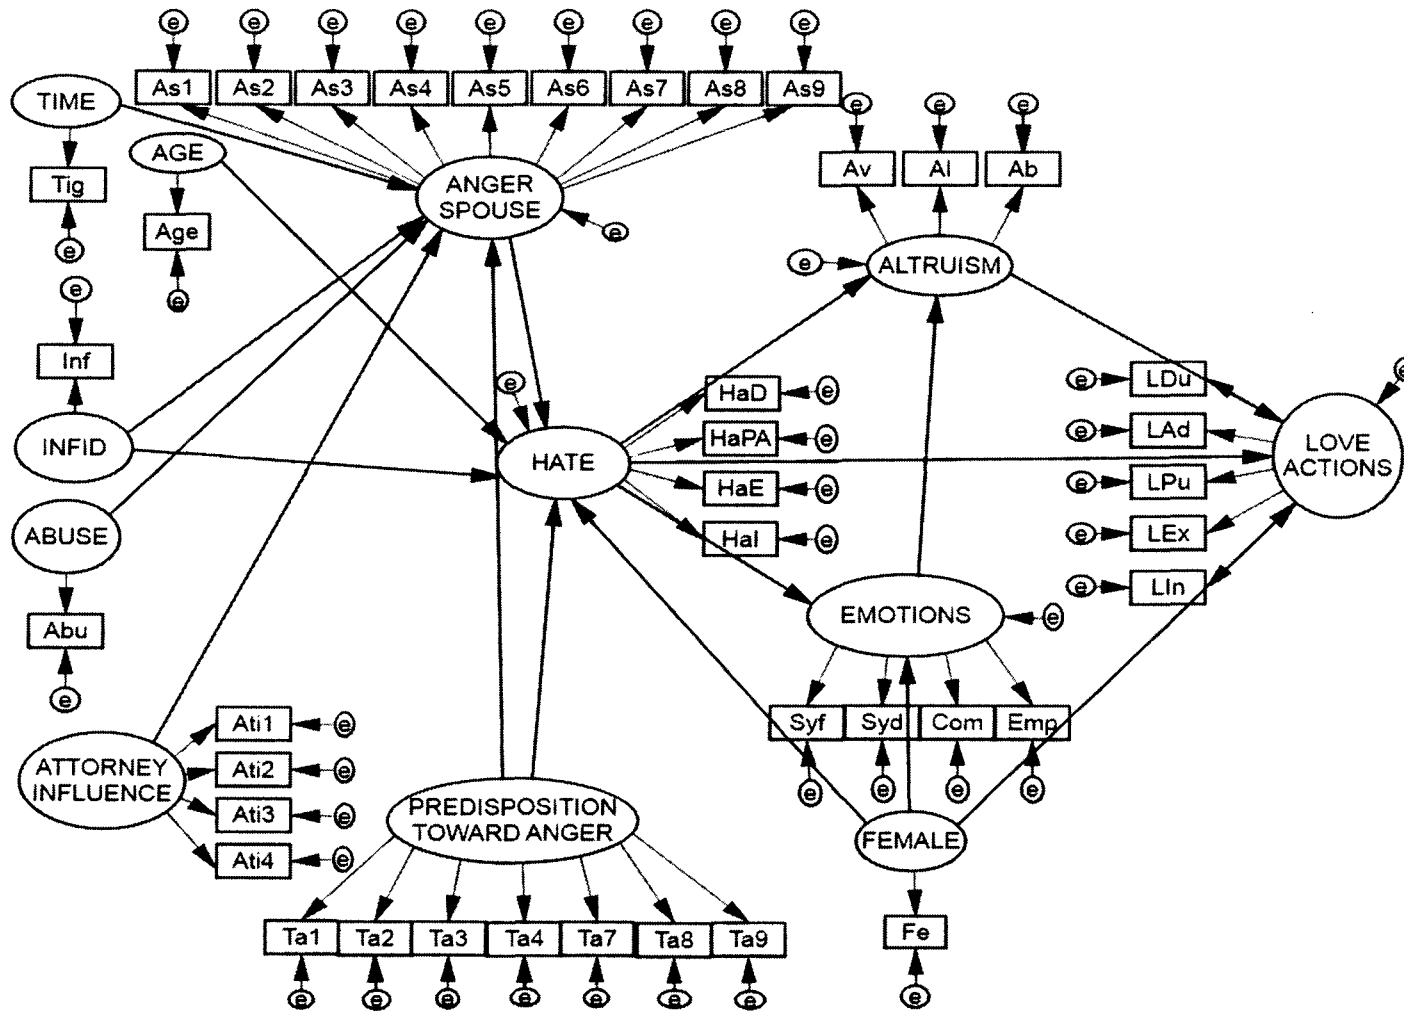 e e e e e e e e e
As1 As2 As3 As4 As5 As6 As7 As8 As9
TIME
e e e
AGE
Av Al Ab
Tig
ANGER
SPOUSE
Age
e
e
e
ALTRUISM
e
e
Inf
e
HaD
e
e
LDu
e
INFID
HATE
HaPA
e
e
LAd
LOVE
ACTIONS
HaE
e
e
LPu
ABUSE
HaI
e
e
LEx
e
LIn
Abu
EMOTIONS
e
e
Ati1
e
Syf Syd Com Emp
ATTORNEY
INFLUENCE
Ati2
e
e e e e
Ati3
e
PREDISPOSITION
TOWARD ANGER
FEMALE
Ati4
e
Ta1 Ta2 Ta3 Ta4 Ta7 Ta8 Ta9
Fe
e e e e e e e
e